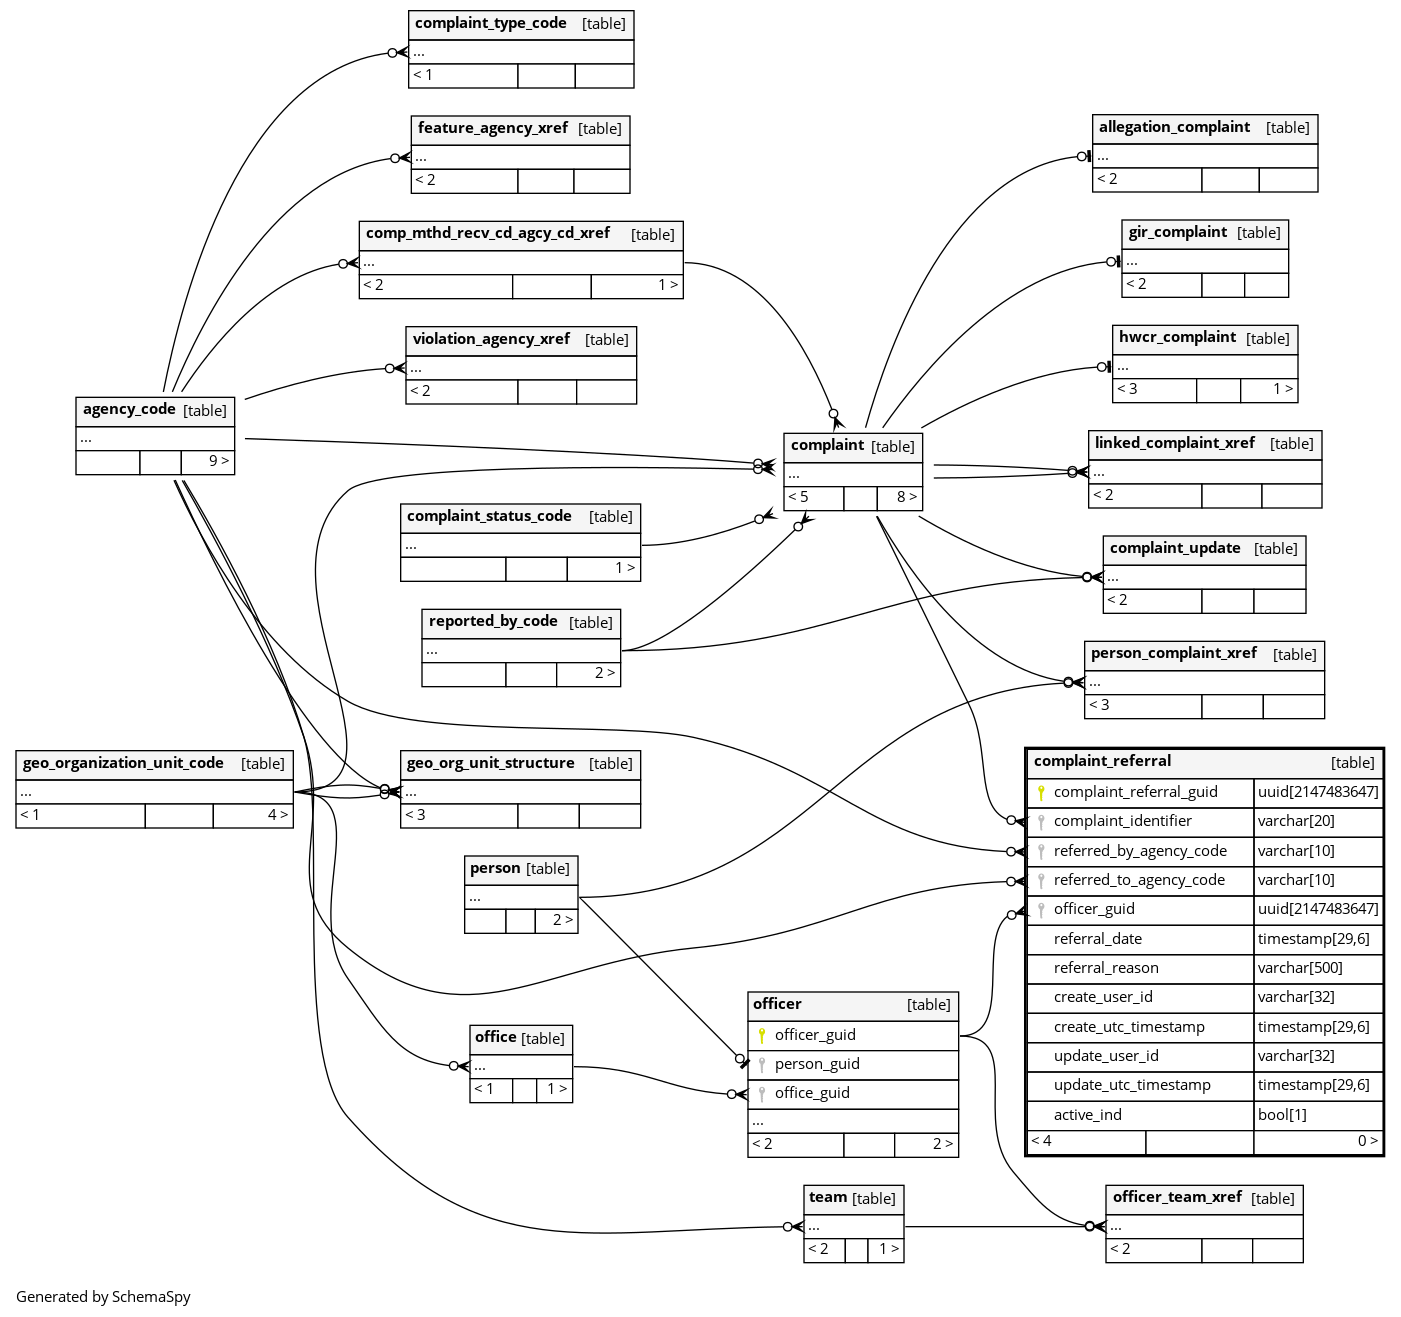 complaint_type_code [table]
...
< 1
feature_agency_xref [table]
...
< 2
comp_mthd_recv_cd_agcy_cd_xref [table]
...
< 2 1 >
violation_agency_xref [table]
...
< 2
agency_code [table]
...
9 >
complaint [table]
...
< 5 8 >
allegation_complaint [table]
...
< 2
gir_complaint [table]
...
< 2
hwcr_complaint [table]
...
< 3 1 >
linked_complaint_xref [table]
...
< 2
complaint_status_code [table]
...
1 >
complaint_update [table]
...
< 2
reported_by_code [table]
...
2 >
person_complaint_xref [table]
...
< 3
geo_organization_unit_code [table]
...
< 1 4 >
geo_org_unit_structure [table]
...
< 3
person [table]
...
2 >
complaint_referral [table]
complaint_referral_guid uuid[2147483647]
complaint_identifier varchar[20]
referred_by_agency_code varchar[10]
referred_to_agency_code varchar[10]
officer_guid uuid[2147483647]
referral_date timestamp[29,6]
referral_reason varchar[500]
create_user_id varchar[32]
create_utc_timestamp timestamp[29,6]
update_user_id varchar[32]
update_utc_timestamp timestamp[29,6]
active_ind bool[1]
< 4 0 >
officer [table]
officer_guid
person_guid
office_guid
...
< 2 2 >
office [table]
...
< 1 1 >
team [table]
...
< 2 1 >
officer_team_xref [table]
...
< 2
Generated by SchemaSpy